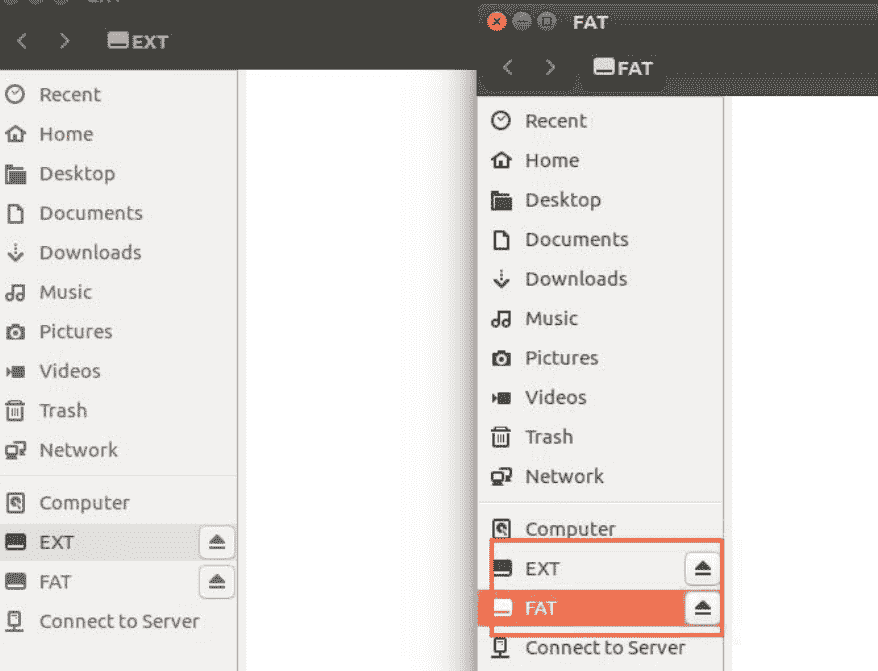 EXT
EXT
Recent
Home
Desktop
Documents
Downloads
Music
Pictures
Videos
Trash
Network
Computer
EXT
FAT
Connect to Server
FAT
FAT
Recent
Home
Desktop
Documents
Downloads
Music
Pictures
Videos
Trash
Network
Computer
EXT
FAT
Connect to Server